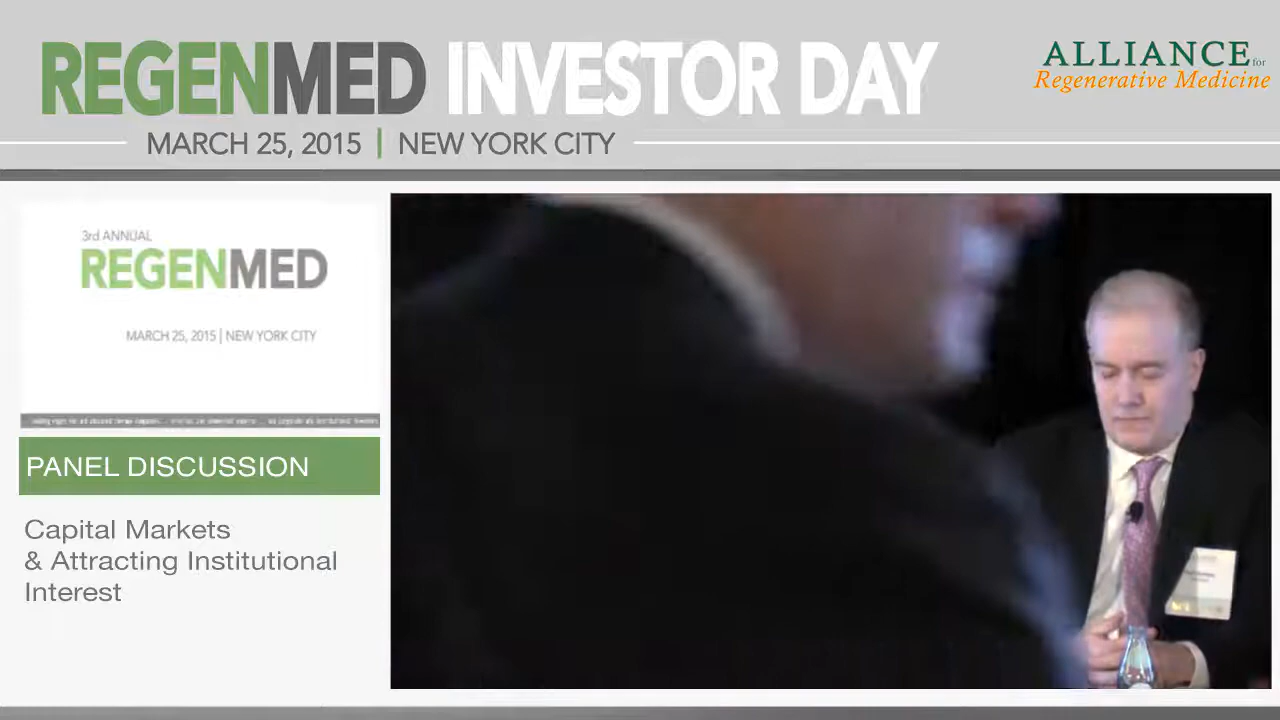 REGENMED INVESTOR DAY
MARCH 25, 2015 | NEW YORK CITY
ALLIANCE for
Regenerative Medicine
3rd ANNUAL
REGENMED
MARCH 25, 2015 | NEW YORK CITY
PANEL DISCUSSION
Capital Markets
& Attracting Institutional
Interest